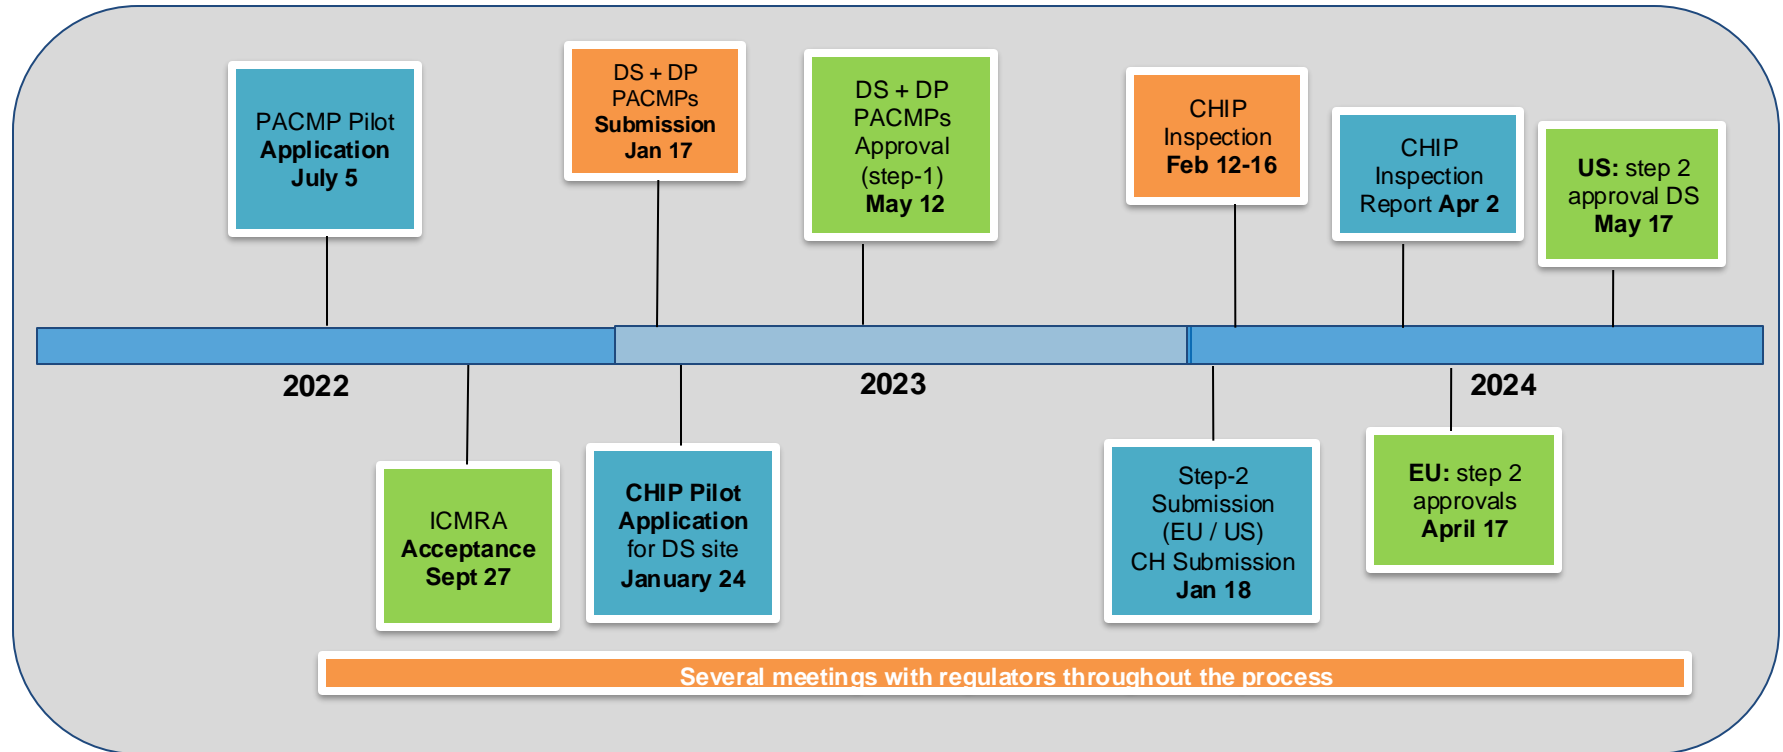 PACMP Pilot
Application
July 5
DS + DP
PACMPs
Submission
Jan 17
DS + DP
PACMPs
Approval
(step-1)
May 12
CHIP
Inspection
Feb 12-16
CHIP
Inspection
Report Apr 2
US: step 2
approval DS
May 17
2022
2023
2024
ICMRA
Acceptance
Sept 27
CHIP Pilot
Application
for DS site
January 24
Step-2
Submission
(EU / US)
CH Submission
Jan 18
EU: step 2
approvals
April 17
Several meetings with regulators throughout the process